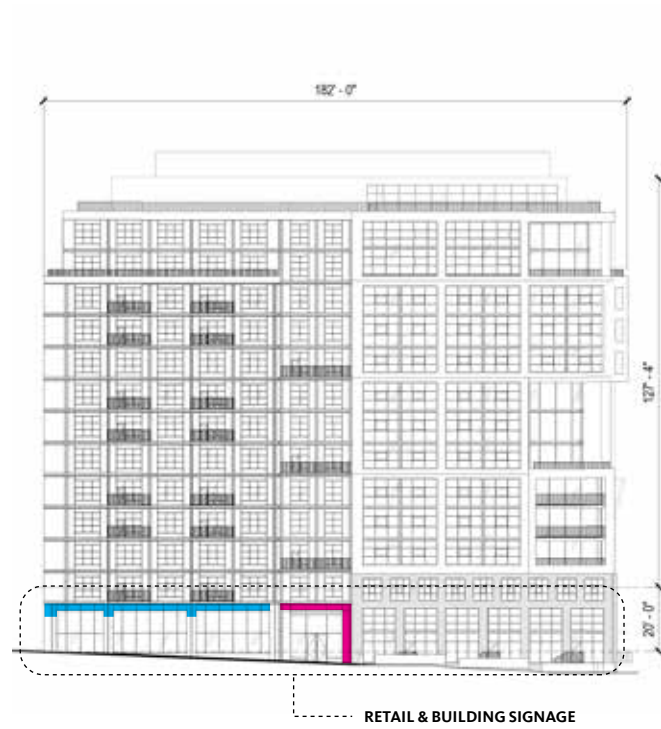 182' - 0"
127' - 4"
20' - 0"
RETAIL & BUILDING SIGNAGE